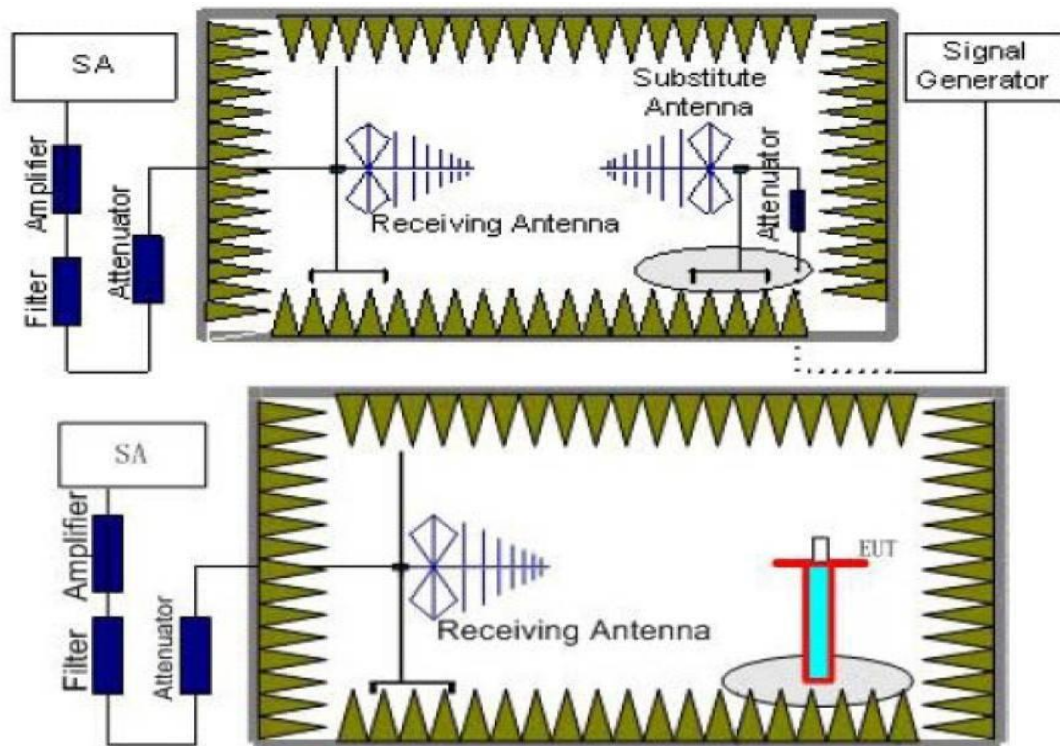 SA
Signal
Generator
Substitute
Antenna
Amplifier
Attenuator
Attenuator
Receiving Antenna
Filter
SA
Amplifier
EUT
Attenuator
Receiving Antenna
Filter